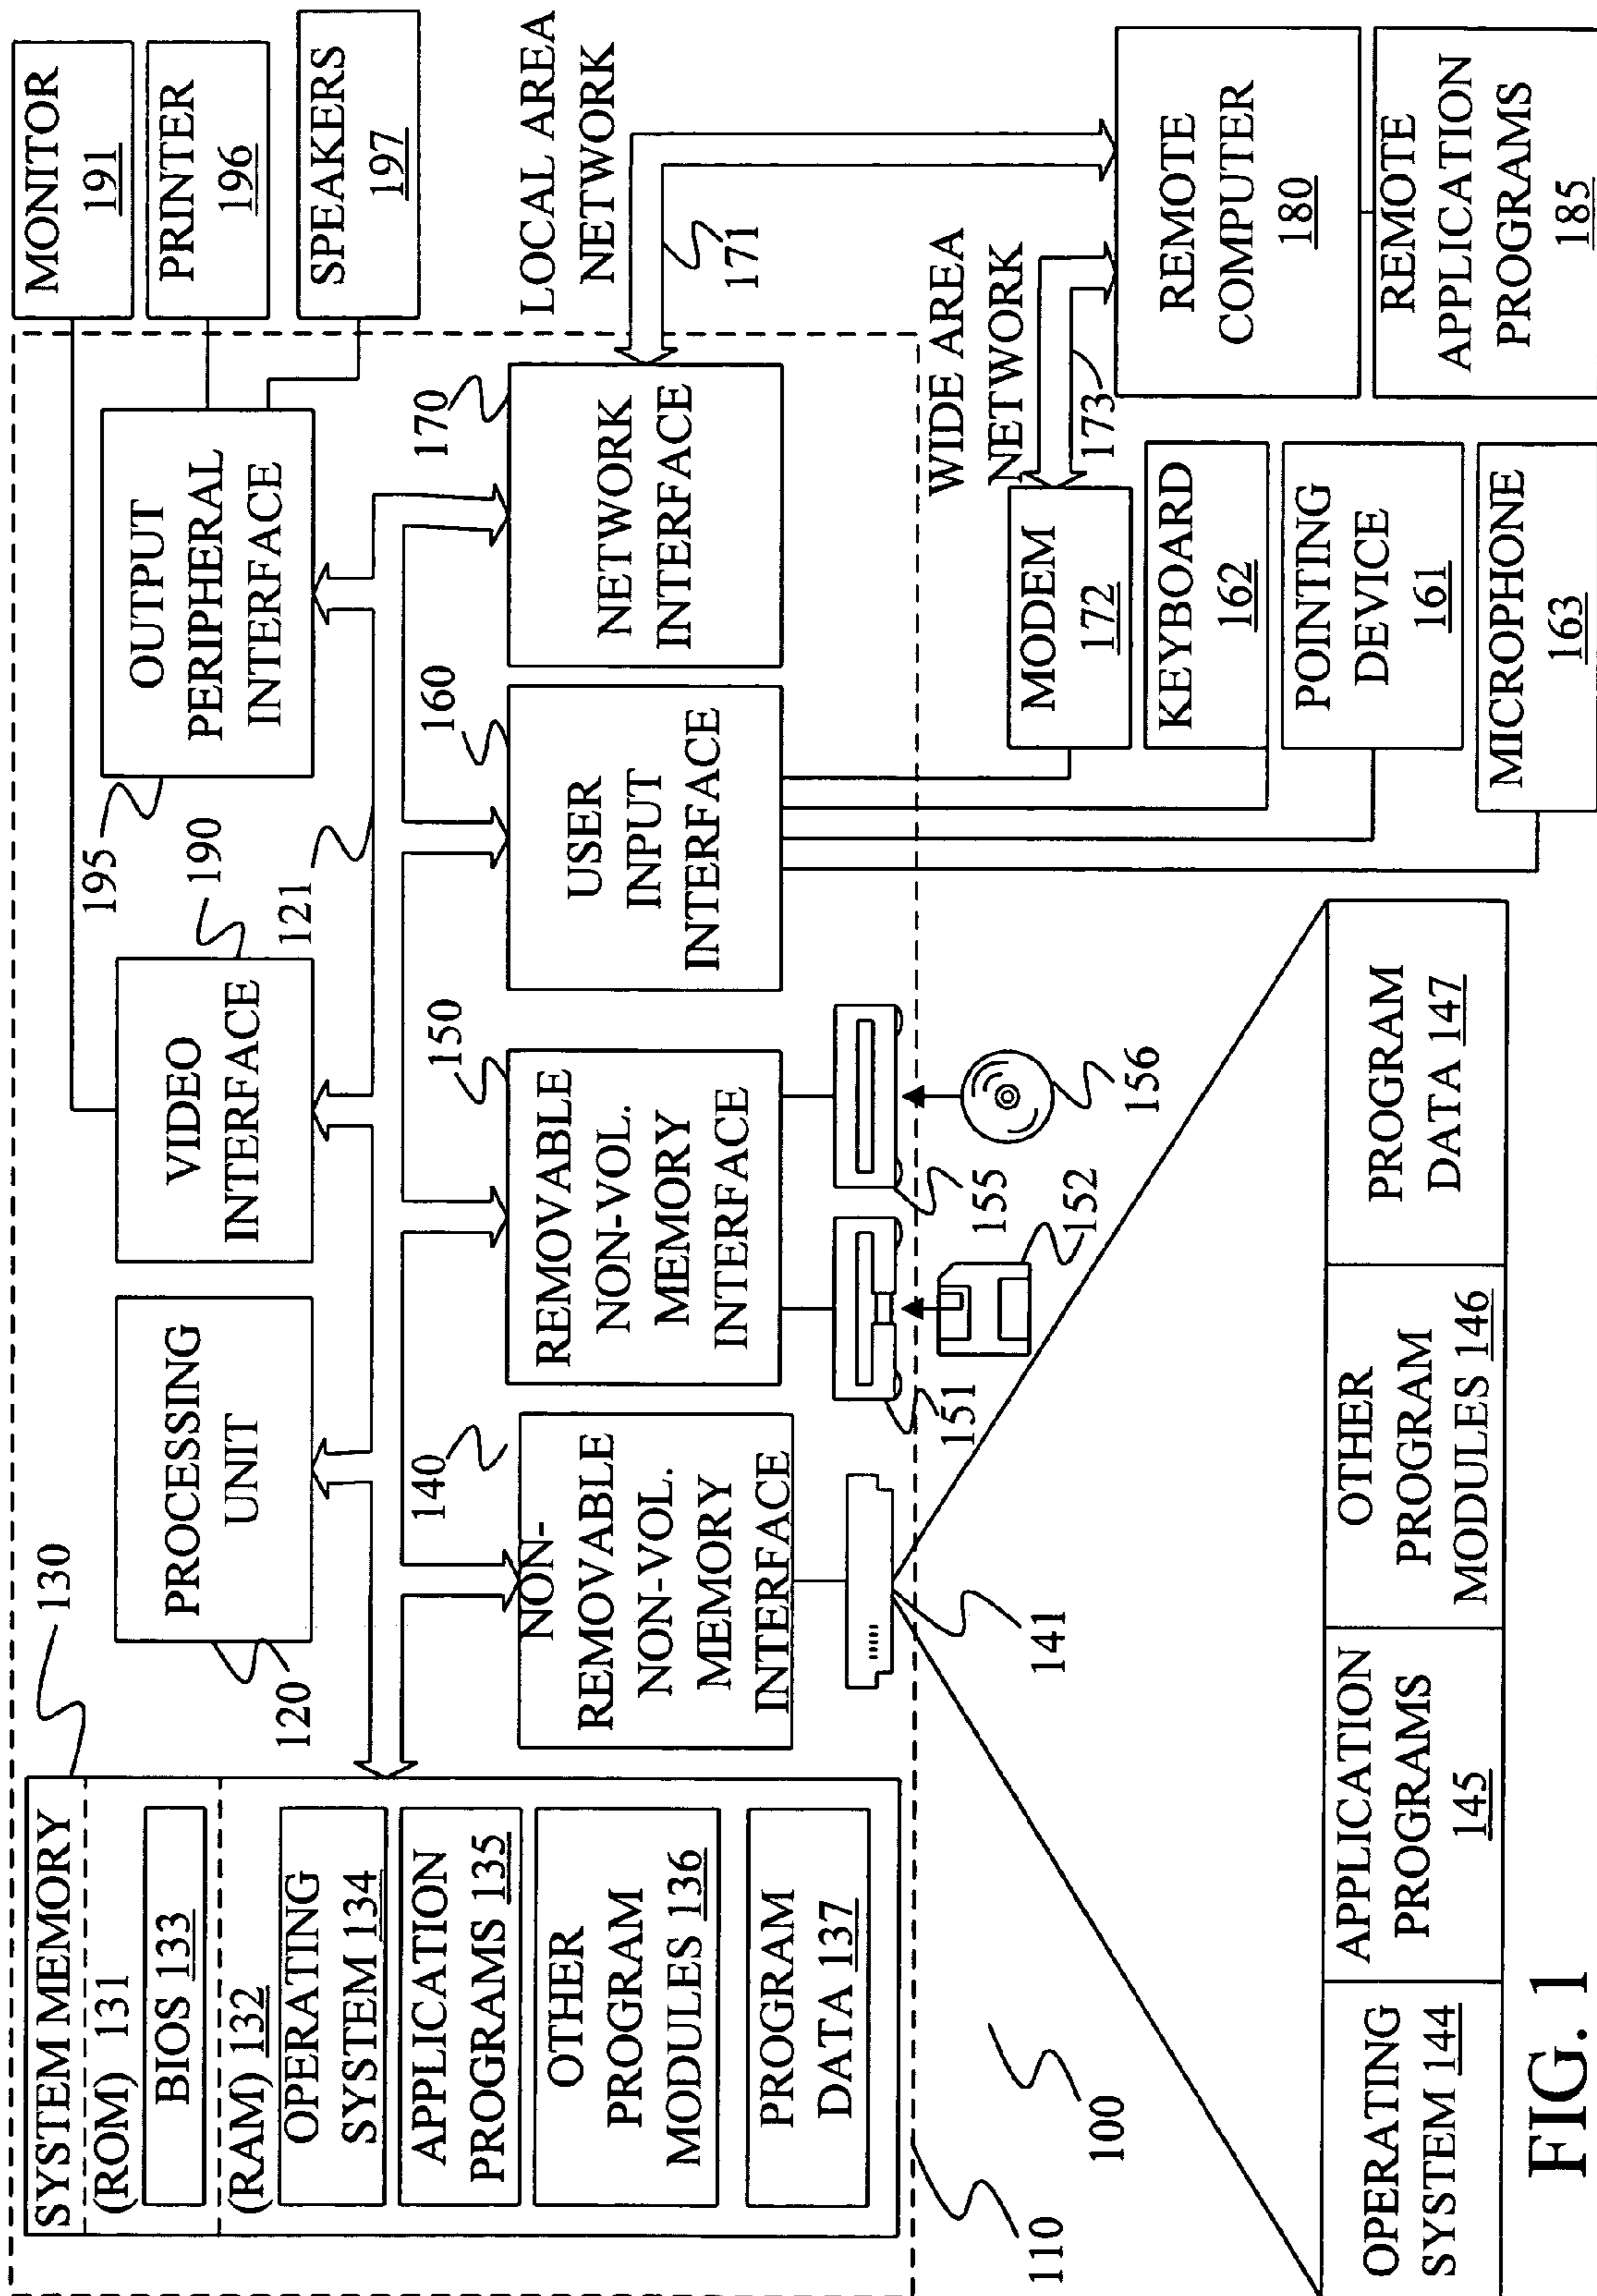 SYSTEM MEMORY
(ROM) 131
BIOS 133
(RAM) 132
OPERATING
SYSTEM 134
APPLICATION
PROGRAMS 135
OTHER
PROGRAM
MODULES 136
PROGRAM
DATA 137
130
PROCESSING
UNIT
120
VIDEO
INTERFACE
190
121
OUTPUT
PERIPHERAL
INTERFACE
195
MONITOR
191
PRINTER
196
SPEAKERS
197
NON-
REMOVABLE
NON-VOL.
MEMORY
INTERFACE
140
REMOVABLE
NON-VOL.
MEMORY
INTERFACE
150
USER
INPUT
INTERFACE
160
NETWORK
INTERFACE
170
LOCAL AREA
NETWORK
171
141
151
152
155
156
WIDE AREA
NETWORK
173
MODEM
172
KEYBOARD
162
POINTING
DEVICE
161
MICROPHONE
163
REMOTE
COMPUTER
180
REMOTE
APPLICATION
PROGRAMS
185
110
100
OPERATING
SYSTEM 144
APPLICATION
PROGRAMS
145
OTHER
PROGRAM
MODULES 146
PROGRAM
DATA 147
FIG. 1